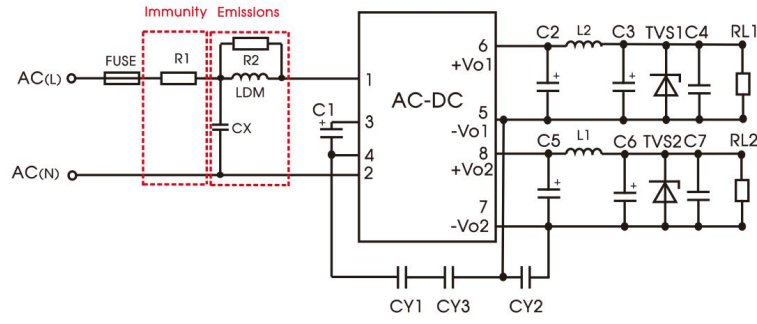 Immunity Emissions
FUSE
R1
R2
LDM
CX
AC(L)
AC(N)
C1
+
1
3
4
2
AC-DC
6
+Vo1
5
-Vo1
8
+Vo2
7
-Vo2
C2
+
L2
C3
+
TVS1
C4
RL1
C5
+
L1
C6
+
TVS2
C7
RL2
CY1
CY3
CY2